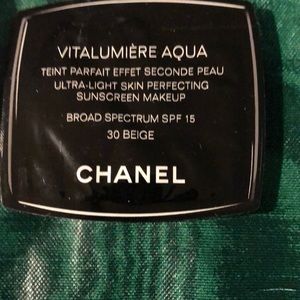 VITALUMIÈRE AQUA
TEINT PARFAIT EFFET SECONDE PEAU
ULTRA-LIGHT SKIN PERFECTING
SUNSCREEN MAKEUP
BROAD SPECTRUM SPF 15
30 BEIGE
CHANEL